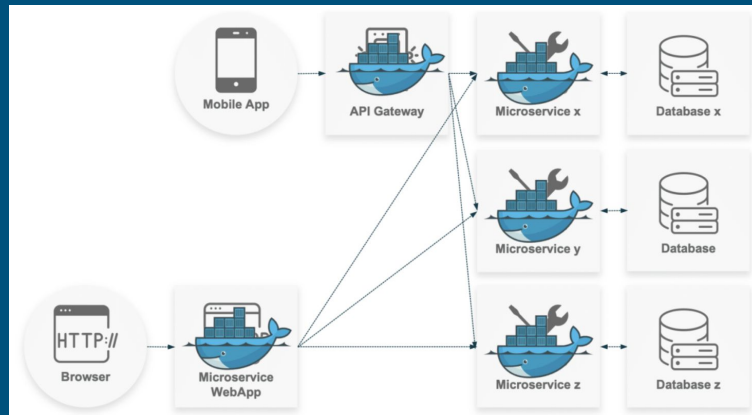 Mobile App
API Gateway
Microservice x
Database x
Microservice y
Database
HTTP://
Browser
Microservice
WebApp
Microservice z
Database z